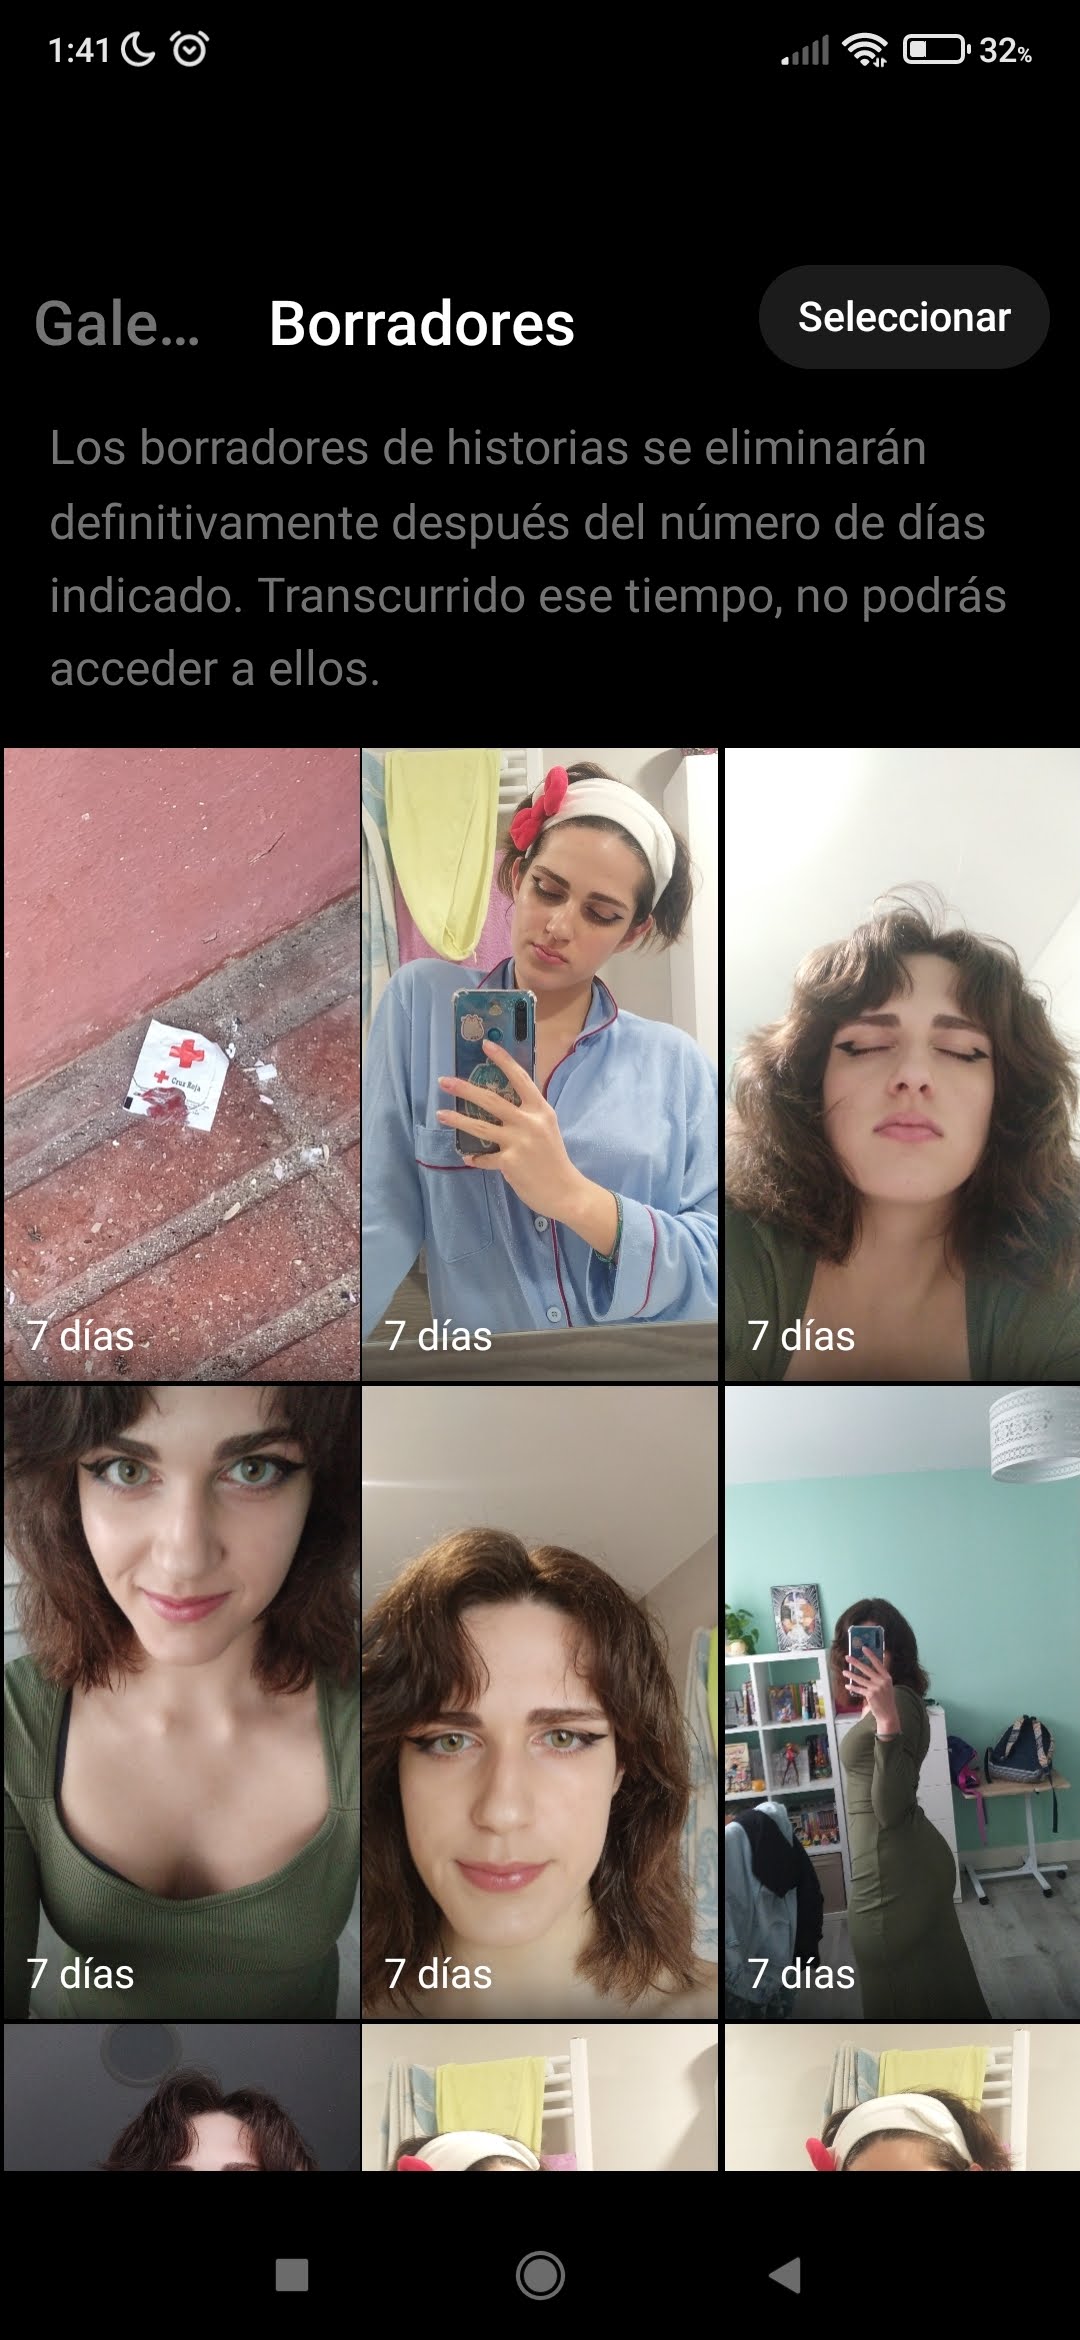 1:41
32%
Gale...
Borradores
Seleccionar
Los borradores de historias se eliminarán
definitivamente después del número de días
indicado. Transcurrido ese tiempo, no podrás
acceder a ellos.
Cruz Roja
7 días
7 días
7 días
7 días
7 días
7 días